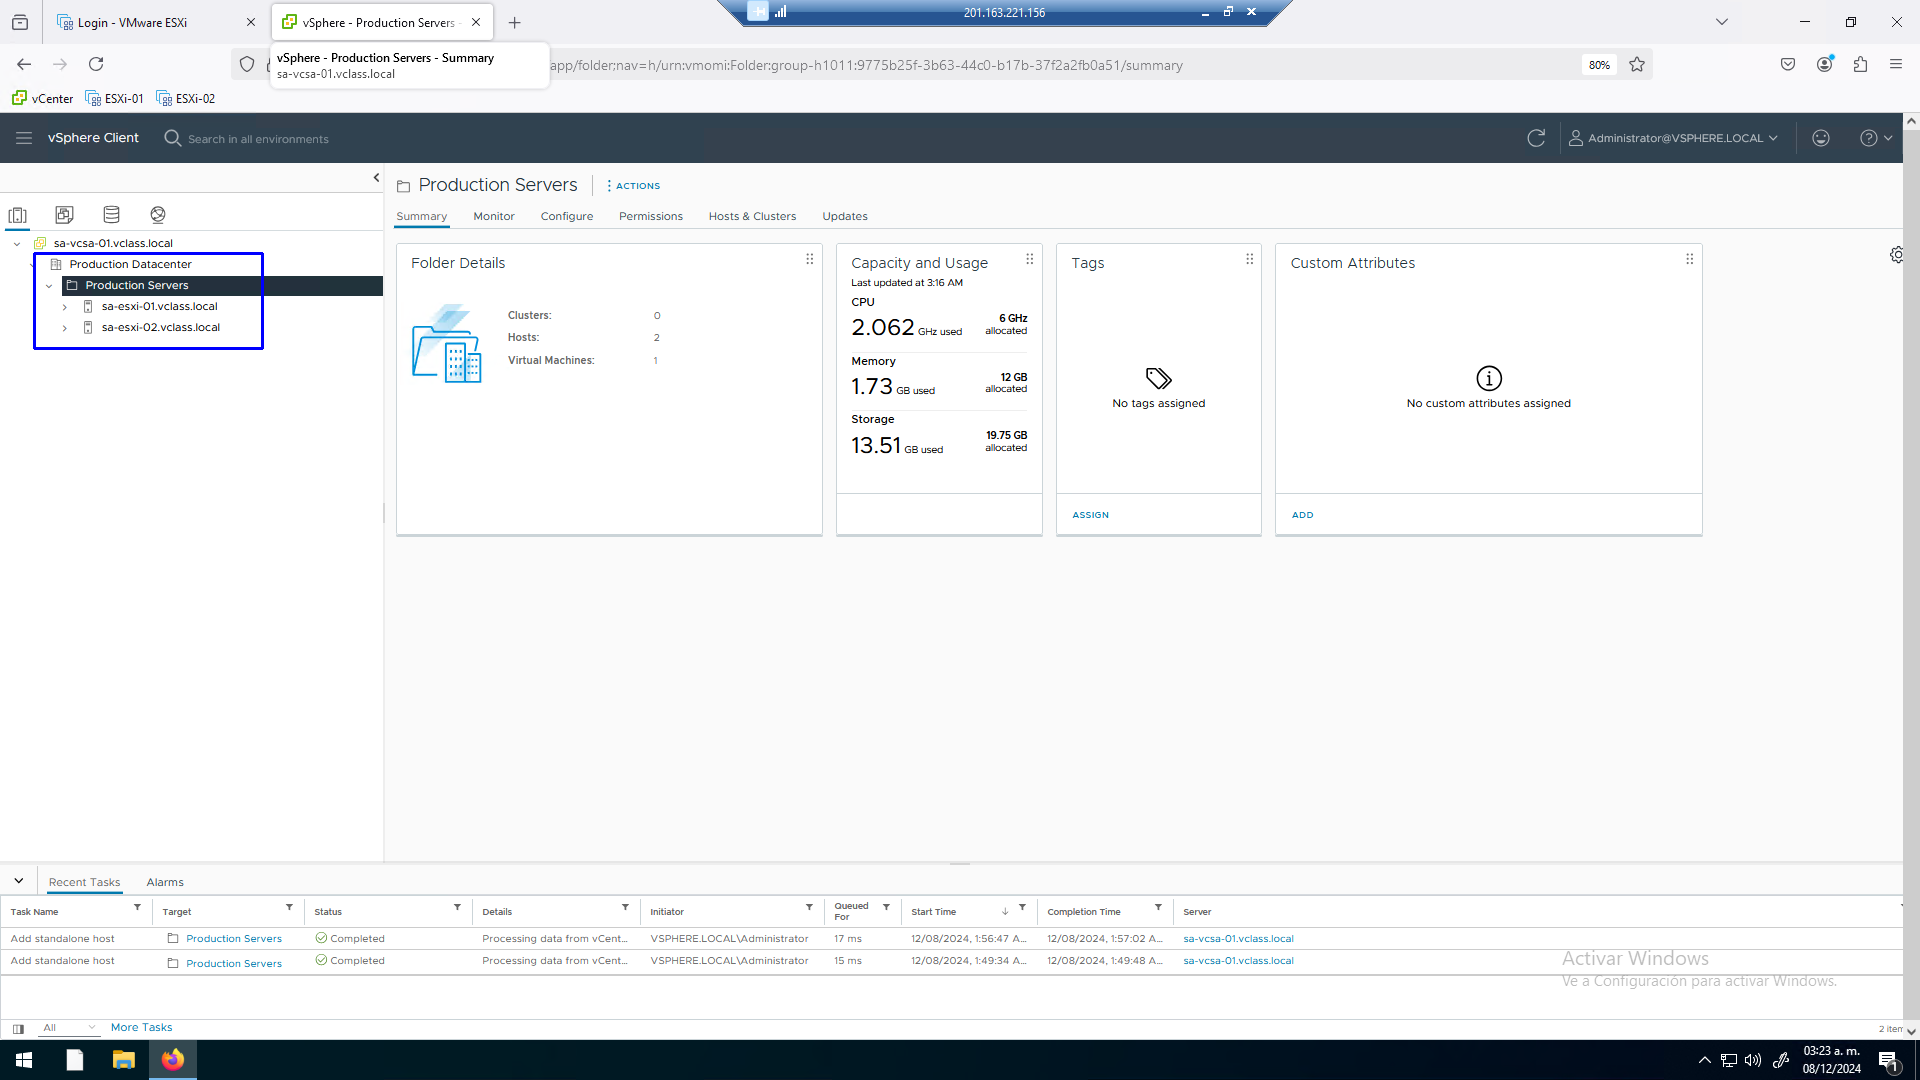 Login - VMware ESXi
vSphere - Production Servers -
201.163.221.156
vSphere - Production Servers - Summary
sa-vcsa-01.vclass.local
app/folder;nav=h/urn:vmomi:Folder:group-h1011:9775b25f-3b63-44c0-b17b-37f2a2fb0a51/summary
80%
vCenter
ESXi-01
ESXi-02
vSphere Client
Search in all environments
Administrator@VSPHERE.LOCAL
sa-vcsa-01.vclass.local
Production Datacenter
Production Servers
sa-esxi-01.vclass.local
sa-esxi-02.vclass.local
Production Servers
ACTIONS
Summary
Monitor
Configure
Permissions
Hosts & Clusters
Updates
Folder Details
Clusters: 0
Hosts: 2
Virtual Machines: 1
Capacity and Usage
Last updated at 3:16 AM
CPU
2.062 GHz used
6 GHz allocated
Memory
1.73 GB used
12 GB allocated
Storage
13.51 GB used
19.75 GB allocated
Tags
No tags assigned
ASSIGN
Custom Attributes
No custom attributes assigned
ADD
Recent Tasks
Alarms
Task Name Target Status Details Initiator Queued For Start Time Completion Time Server
Add standalone host Production Servers Completed Processing data from vCent... VSPHERE.LOCAL\Administrator 17 ms 12/08/2024, 1:56:47 A... 12/08/2024, 1:57:02 A... sa-vcsa-01.vclass.local
Add standalone host Production Servers Completed Processing data from vCent... VSPHERE.LOCAL\Administrator 15 ms 12/08/2024, 1:49:34 A... 12/08/2024, 1:49:48 A... sa-vcsa-01.vclass.local
Activar Windows
Ve a Configuración para activar Windows.
All
More Tasks
2 item
03:23 a. m.
08/12/2024
1